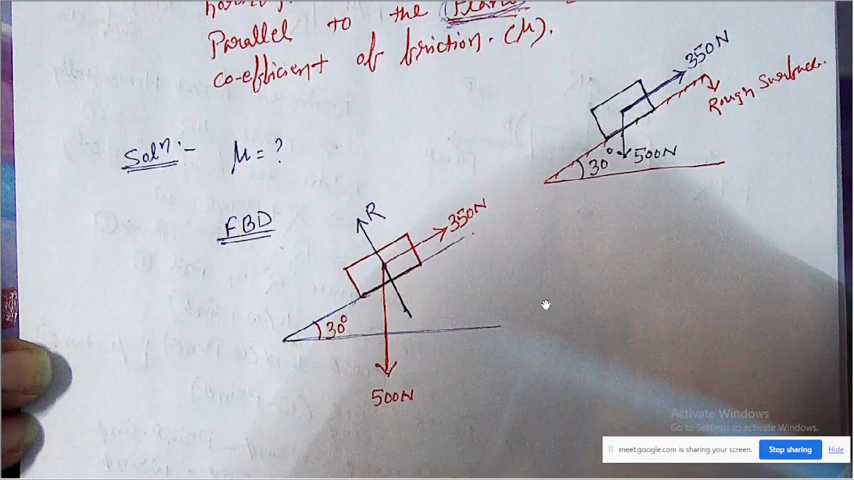 Parallel to the
co-efficient of friction. (μ).
Solⁿ:- μ = ?
FBD
R
350N
30°
500N
350N
Rough Surface.
30°
500N
Activate Windows
Go to Settings to activate Windows.
meet.google.com is sharing your screen.
Stop sharing
Hide